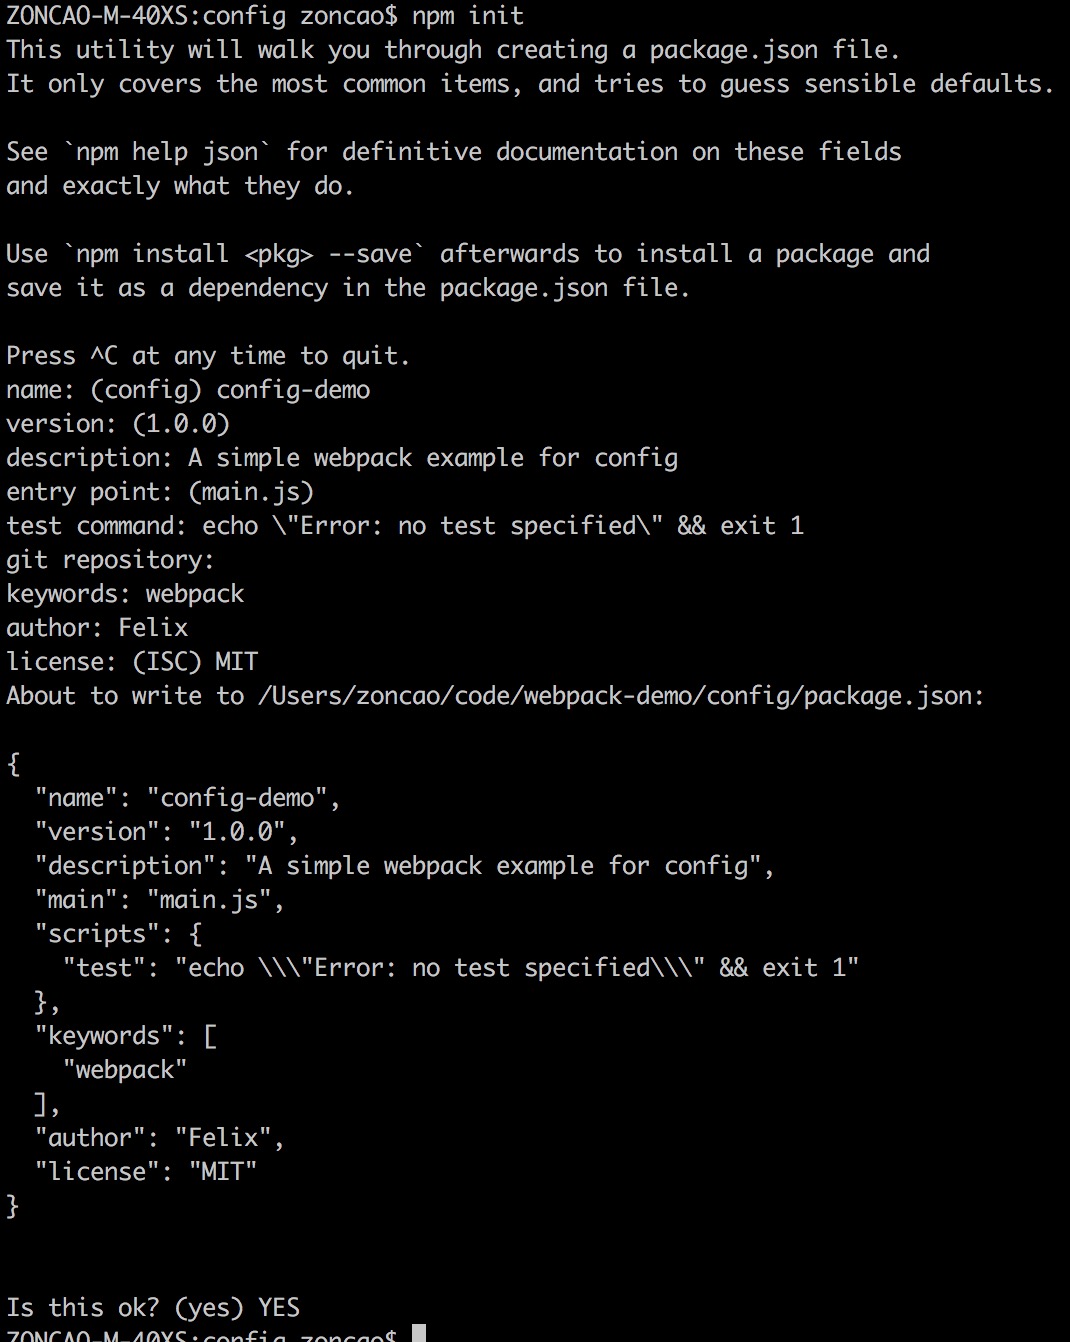 ZONCAO-M-40XS:config zoncao$ npm init
This utility will walk you through creating a package.json file.
It only covers the most common items, and tries to guess sensible defaults.
See `npm help json` for definitive documentation on these fields
and exactly what they do.
Use `npm install <pkg> --save` afterwards to install a package and
save it as a dependency in the package.json file.
Press ^C at any time to quit.
name: (config) config-demo
version: (1.0.0)
description: A simple webpack example for config
entry point: (main.js)
test command: echo \"Error: no test specified\" && exit 1
git repository:
keywords: webpack
author: Felix
license: (ISC) MIT
About to write to /Users/zoncao/code/webpack-demo/config/package.json:
{
  "name": "config-demo",
  "version": "1.0.0",
  "description": "A simple webpack example for config",
  "main": "main.js",
  "scripts": {
    "test": "echo \\\"Error: no test specified\\\" && exit 1"
  },
  "keywords": [
    "webpack"
  ],
  "author": "Felix",
  "license": "MIT"
}
Is this ok? (yes) YES
ZONCAO-M-40XS:config zoncao$